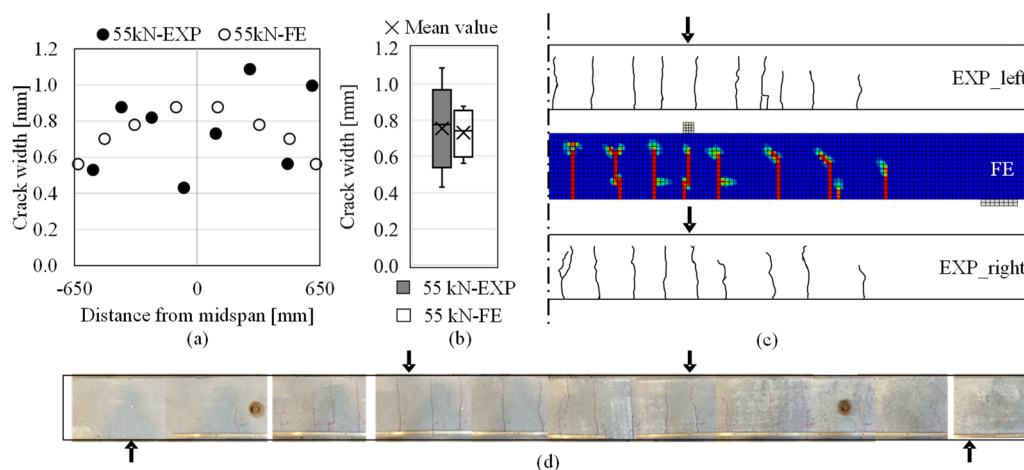 55kN-EXP 55kN-FE
Crack width [mm]
1.2
1.0
0.8
0.6
0.4
0.2
0.0
-650 0 650
Distance from midspan [mm]
(a)
Mean value
Crack width [mm]
1.2
1.0
0.8
0.6
0.4
0.2
0.0
55 kN-EXP
55 kN-FE
(b)
EXP_left
FE
EXP_right
(c)
(d)